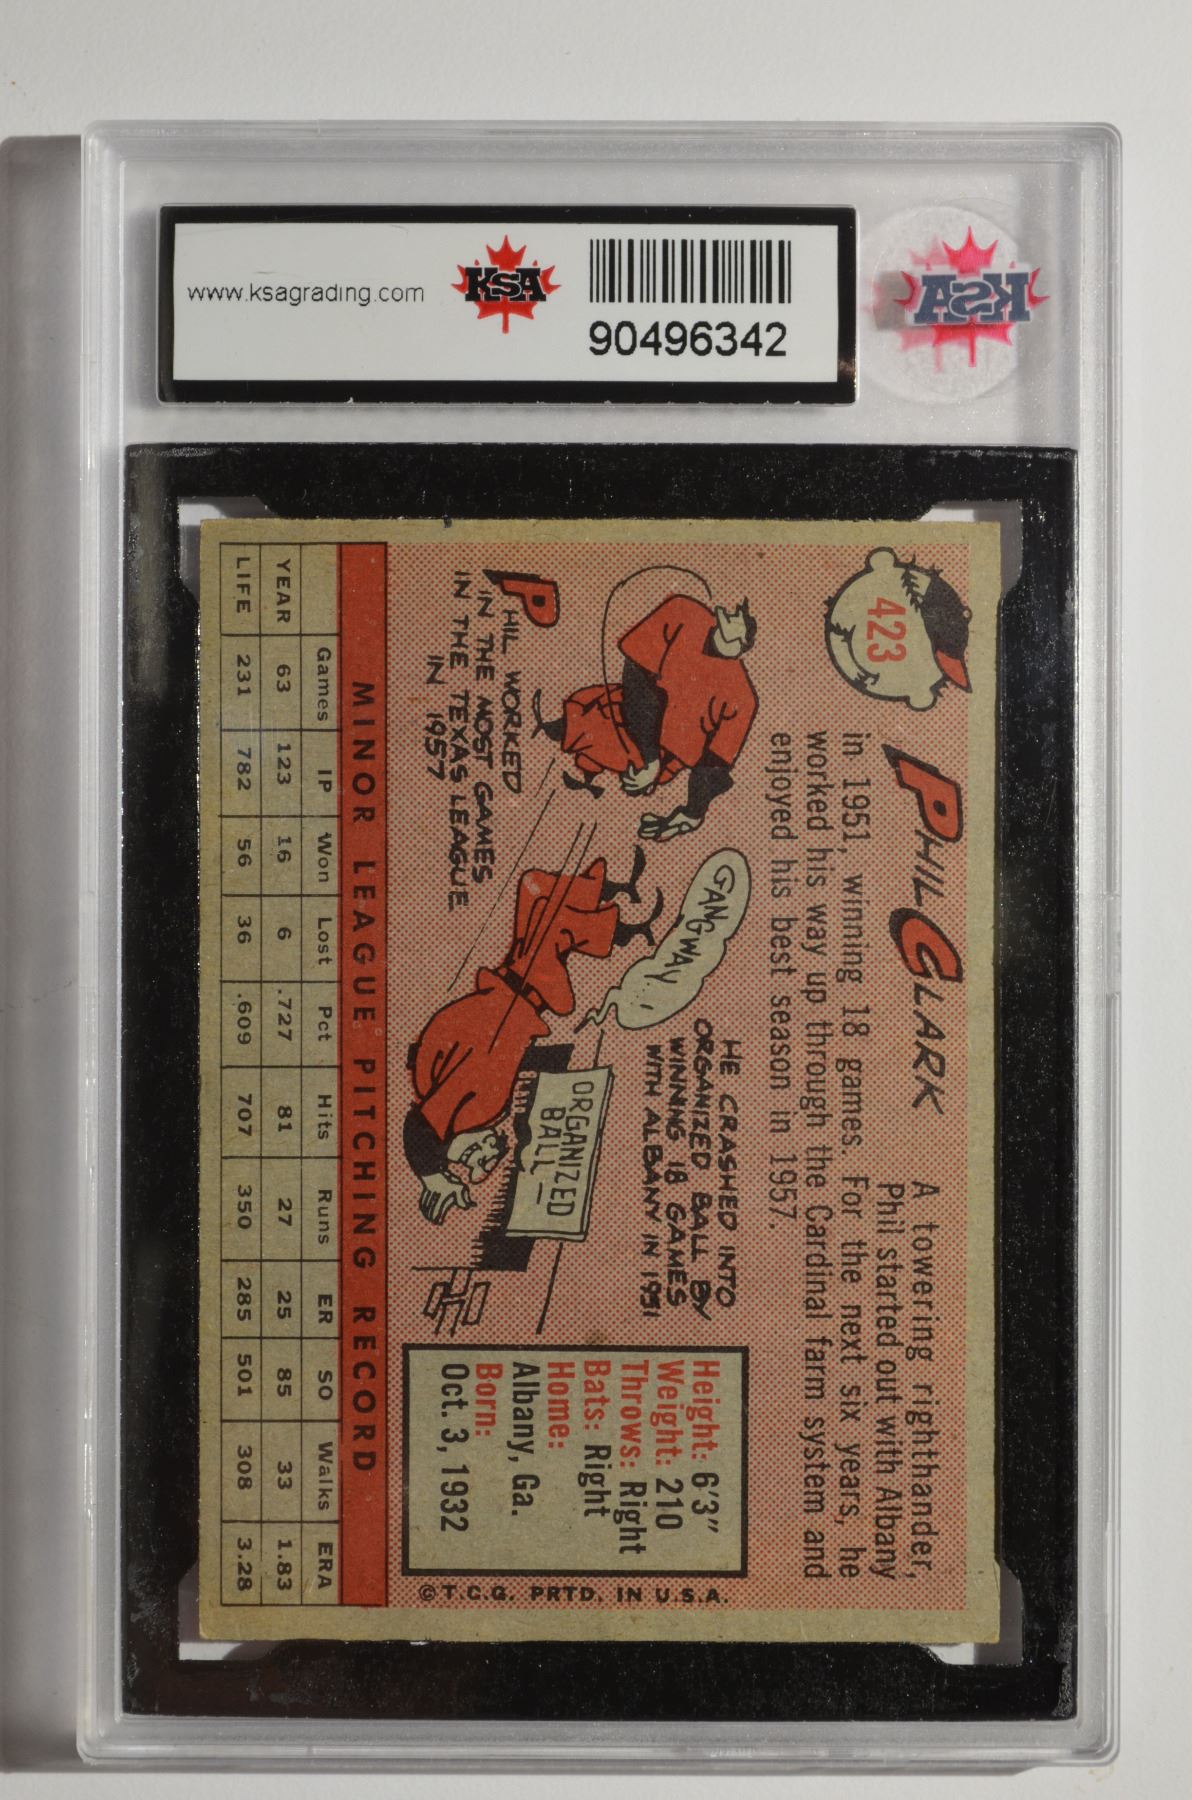 www.ksagrading.com
KSA
90496342
KSA
423
PHIL CLARK
A towering righthander,
Phil started out with Albany
in 1951, winning 18 games. For the next six years, he
worked his way up through the Cardinal farm system and
enjoyed his best season in 1957.
PHIL WORKED
IN THE MOST GAMES
IN THE TEXAS LEAGUE
IN 1957
GANGWAY..!
HE CRASHED INTO
ORGANIZED BALL BY
WINNING 18 GAMES
WITH ALBANY IN 1951
ORGANIZED
BALL—
Height: 6'3"
Weight: 210
Throws: Right
Bats: Right
Home:
Albany, Ga.
Born:
Oct. 3, 1932
©T.C.G. PRTD. IN U.S.A.
MINOR LEAGUE PITCHING RECORD
Games IP Won Lost Pct Hits Runs ER SO Walks ERA
YEAR 63 123 16 6 .727 81 27 25 85 33 1.83
LIFE 231 782 56 36 .609 707 350 285 501 308 3.28